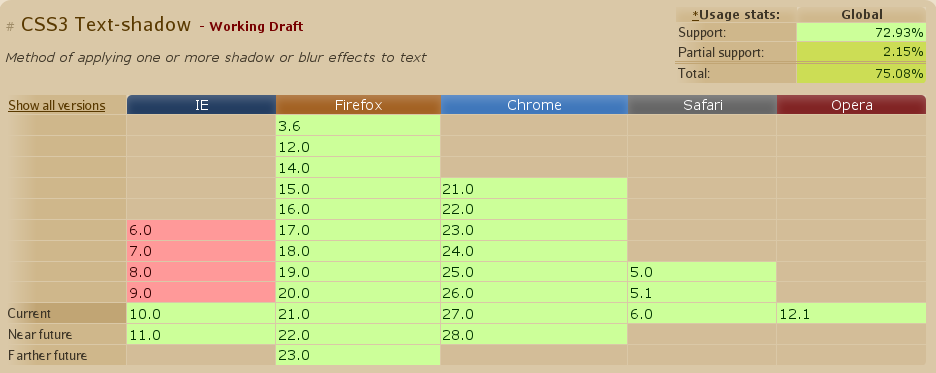 # CSS3 Text-shadow - Working Draft
Method of applying one or more shadow or blur effects to text
*Usage stats: Global
Support: 72.93%
Partial support: 2.15%
Total: 75.08%
Show all versions IE Firefox Chrome Safari Opera
3.6
12.0
14.0
15.0 21.0
16.0 22.0
6.0 17.0 23.0
7.0 18.0 24.0
8.0 19.0 25.0 5.0
9.0 20.0 26.0 5.1
Current 10.0 21.0 27.0 6.0 12.1
Near future 11.0 22.0 28.0
Farther future 23.0